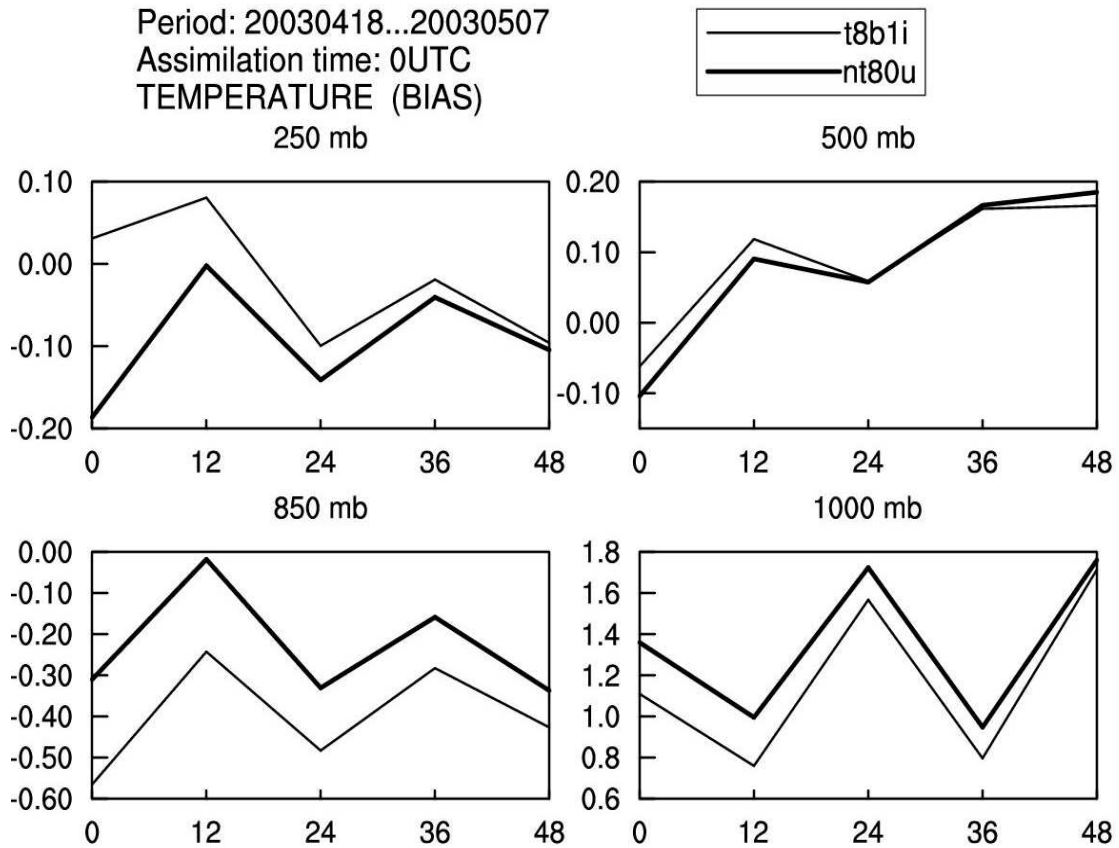 Period: 20030418...20030507
Assimilation time: 0UTC
TEMPERATURE (BIAS)
t8b1i
nt80u
250 mb
0.10
0.00
-0.10
-0.20
0 12 24 36 48
500 mb
0.20
0.10
0.00
-0.10
0 12 24 36 48
850 mb
0.00
-0.10
-0.20
-0.30
-0.40
-0.50
-0.60
0 12 24 36 48
1000 mb
1.8
1.6
1.4
1.2
1.0
0.8
0.6
0 12 24 36 48